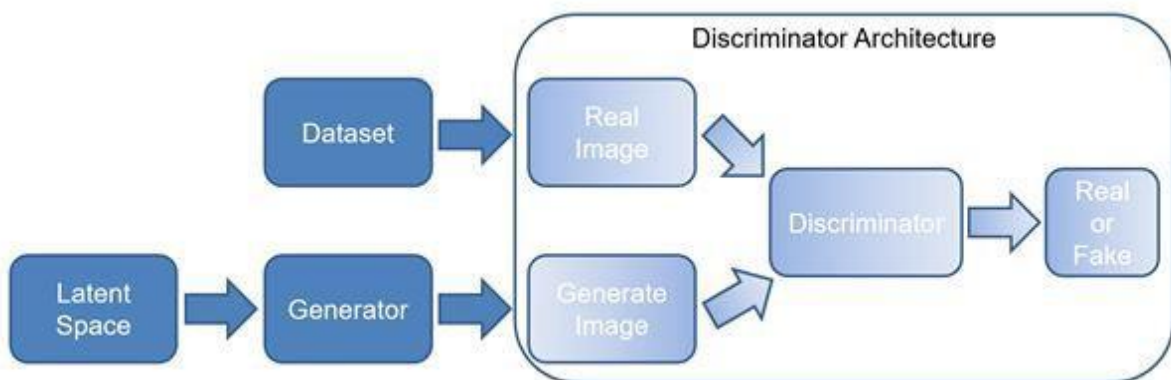 Discriminator Architecture
Dataset
Real
Image
Discriminator
Real
or
Fake
Latent
Space
Generator
Generate
Image